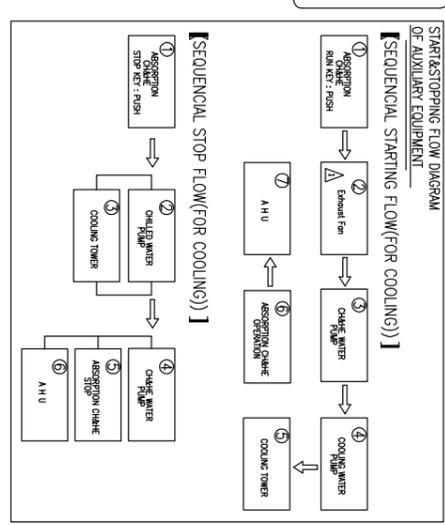 START&STOPPING FLOW DIAGRAM
OF AUXILIARY EQUIPMENT
【SEQUENCIAL STARTING FLOW(FOR COOLING)】
①
ABSORPTION
CH&HE
RUN KEY : PUSH
②
1
Exhaust Fan
③
CH&HE WATER
PUMP
④
COOLING WATER
PUMP
⑤
COOLING TOWER
⑥
ABSORPTION CH&HE
OPERATION
⑦
A H U
【SEQUENCIAL STOP FLOW(FOR COOLING)】
①
ABSORPTION
CH&HE
STOP KEY : PUSH
②
CHILLED WATER
PUMP
③
COOLING TOWER
④
CH&HE WATER
PUMP
⑤
ABSORPTION CH&HE
STOP
⑥
A H U